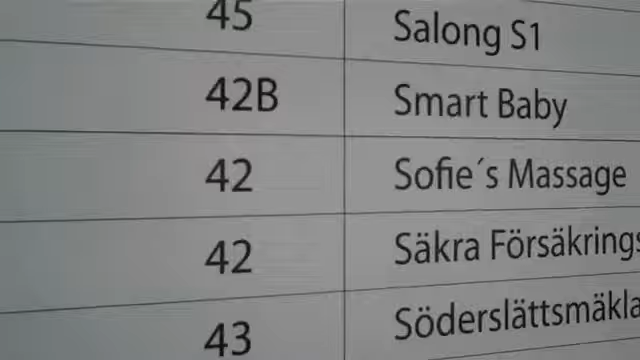 45 Salong S1
42B Smart Baby
42 Sofie´s Massage
42 Säkra Försäkrings
43 Söderslättsmäkla